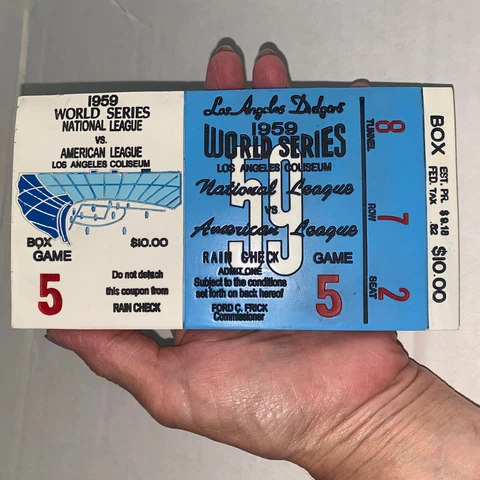 1959
WORLD SERIES
NATIONAL LEAGUE
VS.
AMERICAN LEAGUE
LOS ANGELES COLISEUM
BOX
$10.00
GAME
5
Do not detach
this coupon from
RAIN CHECK
Los Angeles Dodgers
1959
WORLD SERIES
59
LOS ANGELES COLISEUM
National League
VS
American League
RAIN CHECK
ADMIT ONE
Subject to the conditions
set forth on back hereof
FORD C. FRICK
Commissioner
GAME
5
8
TUNNEL
7
ROW
2
SEAT
BOX
EST. PR. $9.18
FED. TAX .82
$10.00